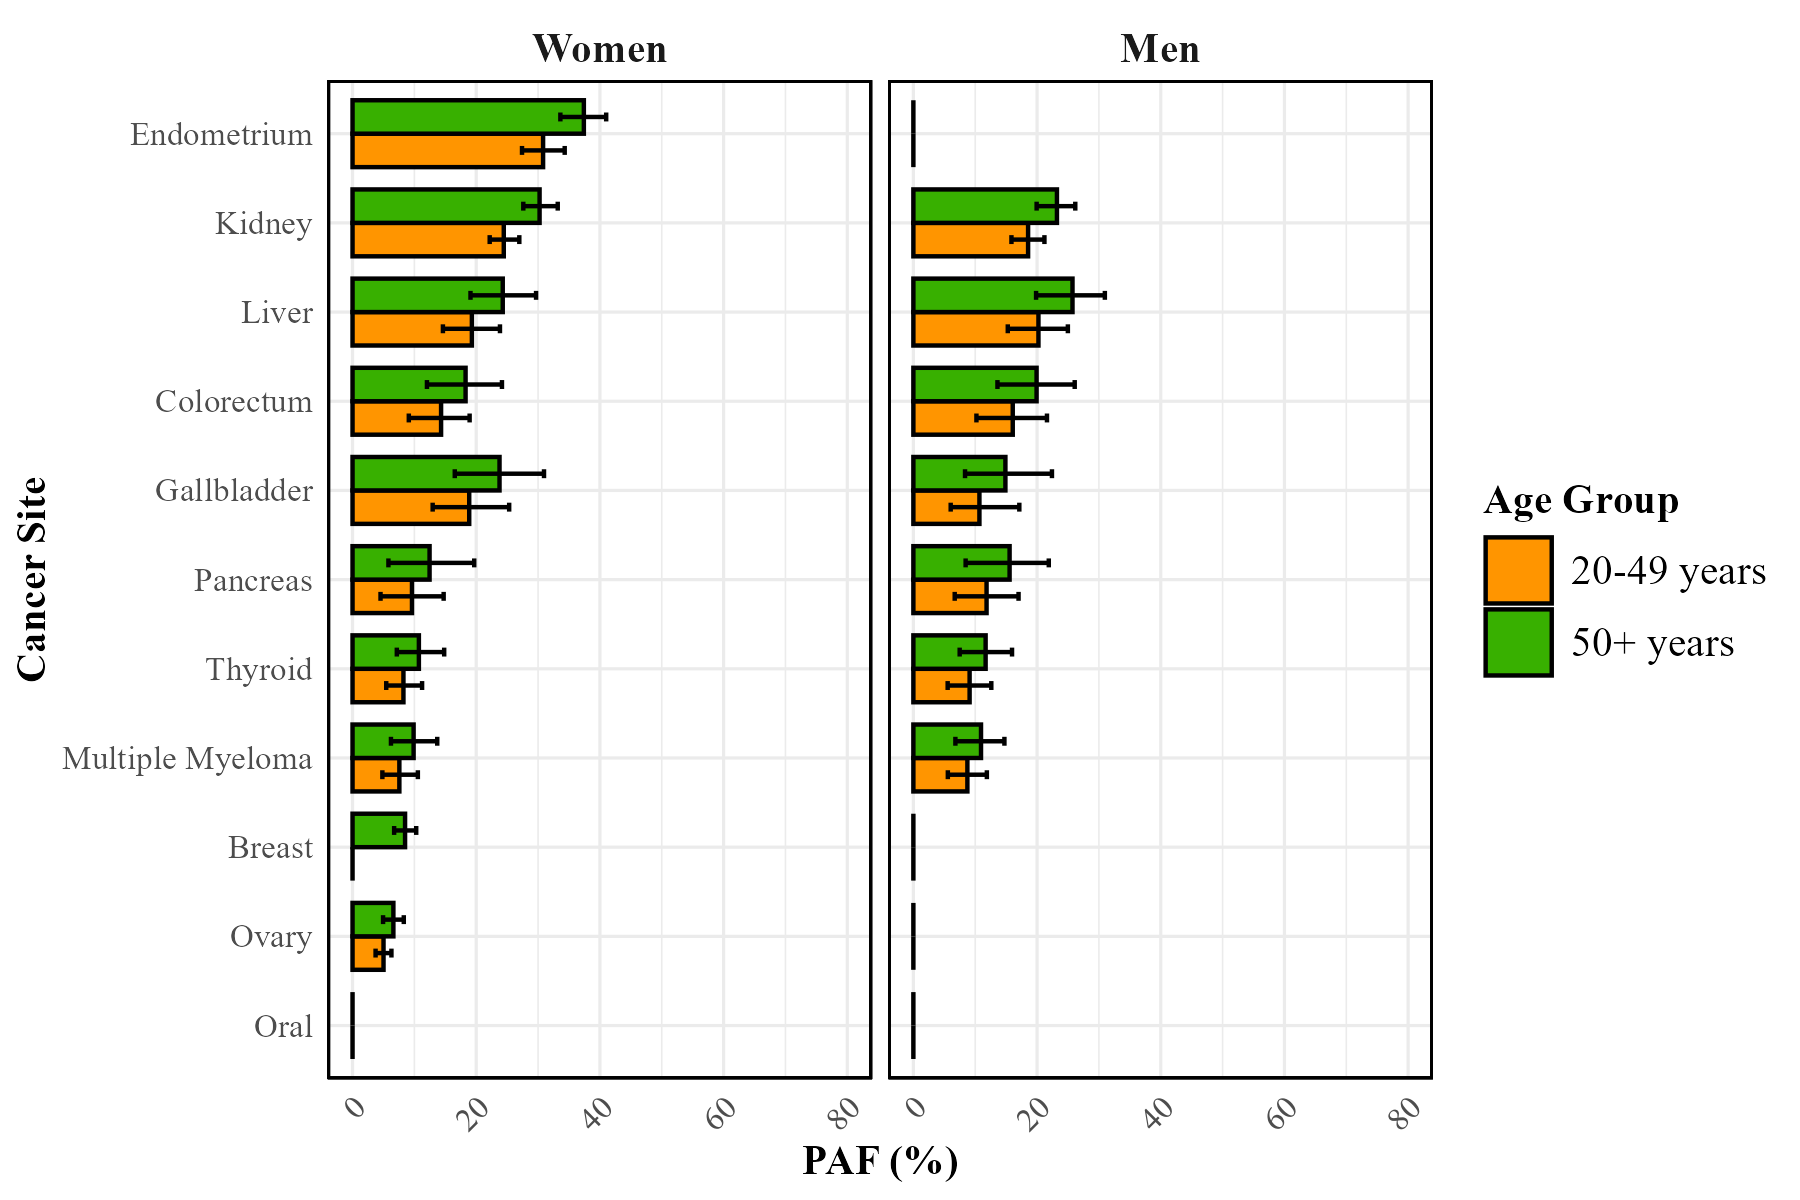 Women
Men
Endometrium
Kidney
Liver
Colorectum
Gallbladder
Pancreas
Thyroid
Multiple Myeloma
Breast
Ovary
Oral
Cancer Site
0
20
40
60
80
0
20
40
60
80
PAF (%)
Age Group
20-49 years
50+ years